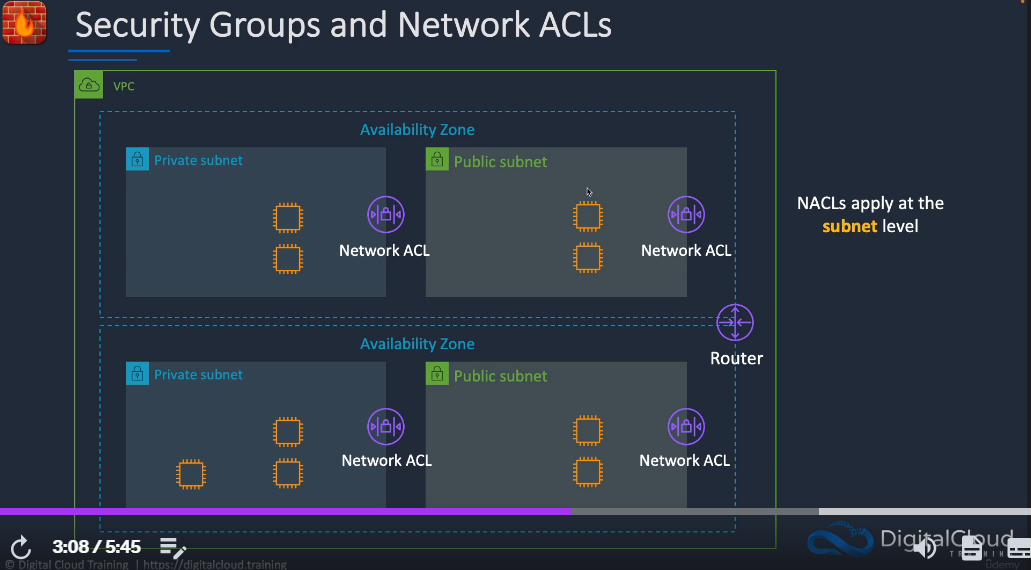 Security Groups and Network ACLs
VPC
Availability Zone
Private subnet
Public subnet
Network ACL
Network ACL
NACLs apply at the
subnet level
Availability Zone
Router
Private subnet
Public subnet
Network ACL
Network ACL
3:08 / 5:45
DigitalCloud
TRAINING
© Digital Cloud Training | https://digitalcloud.training
Udemy